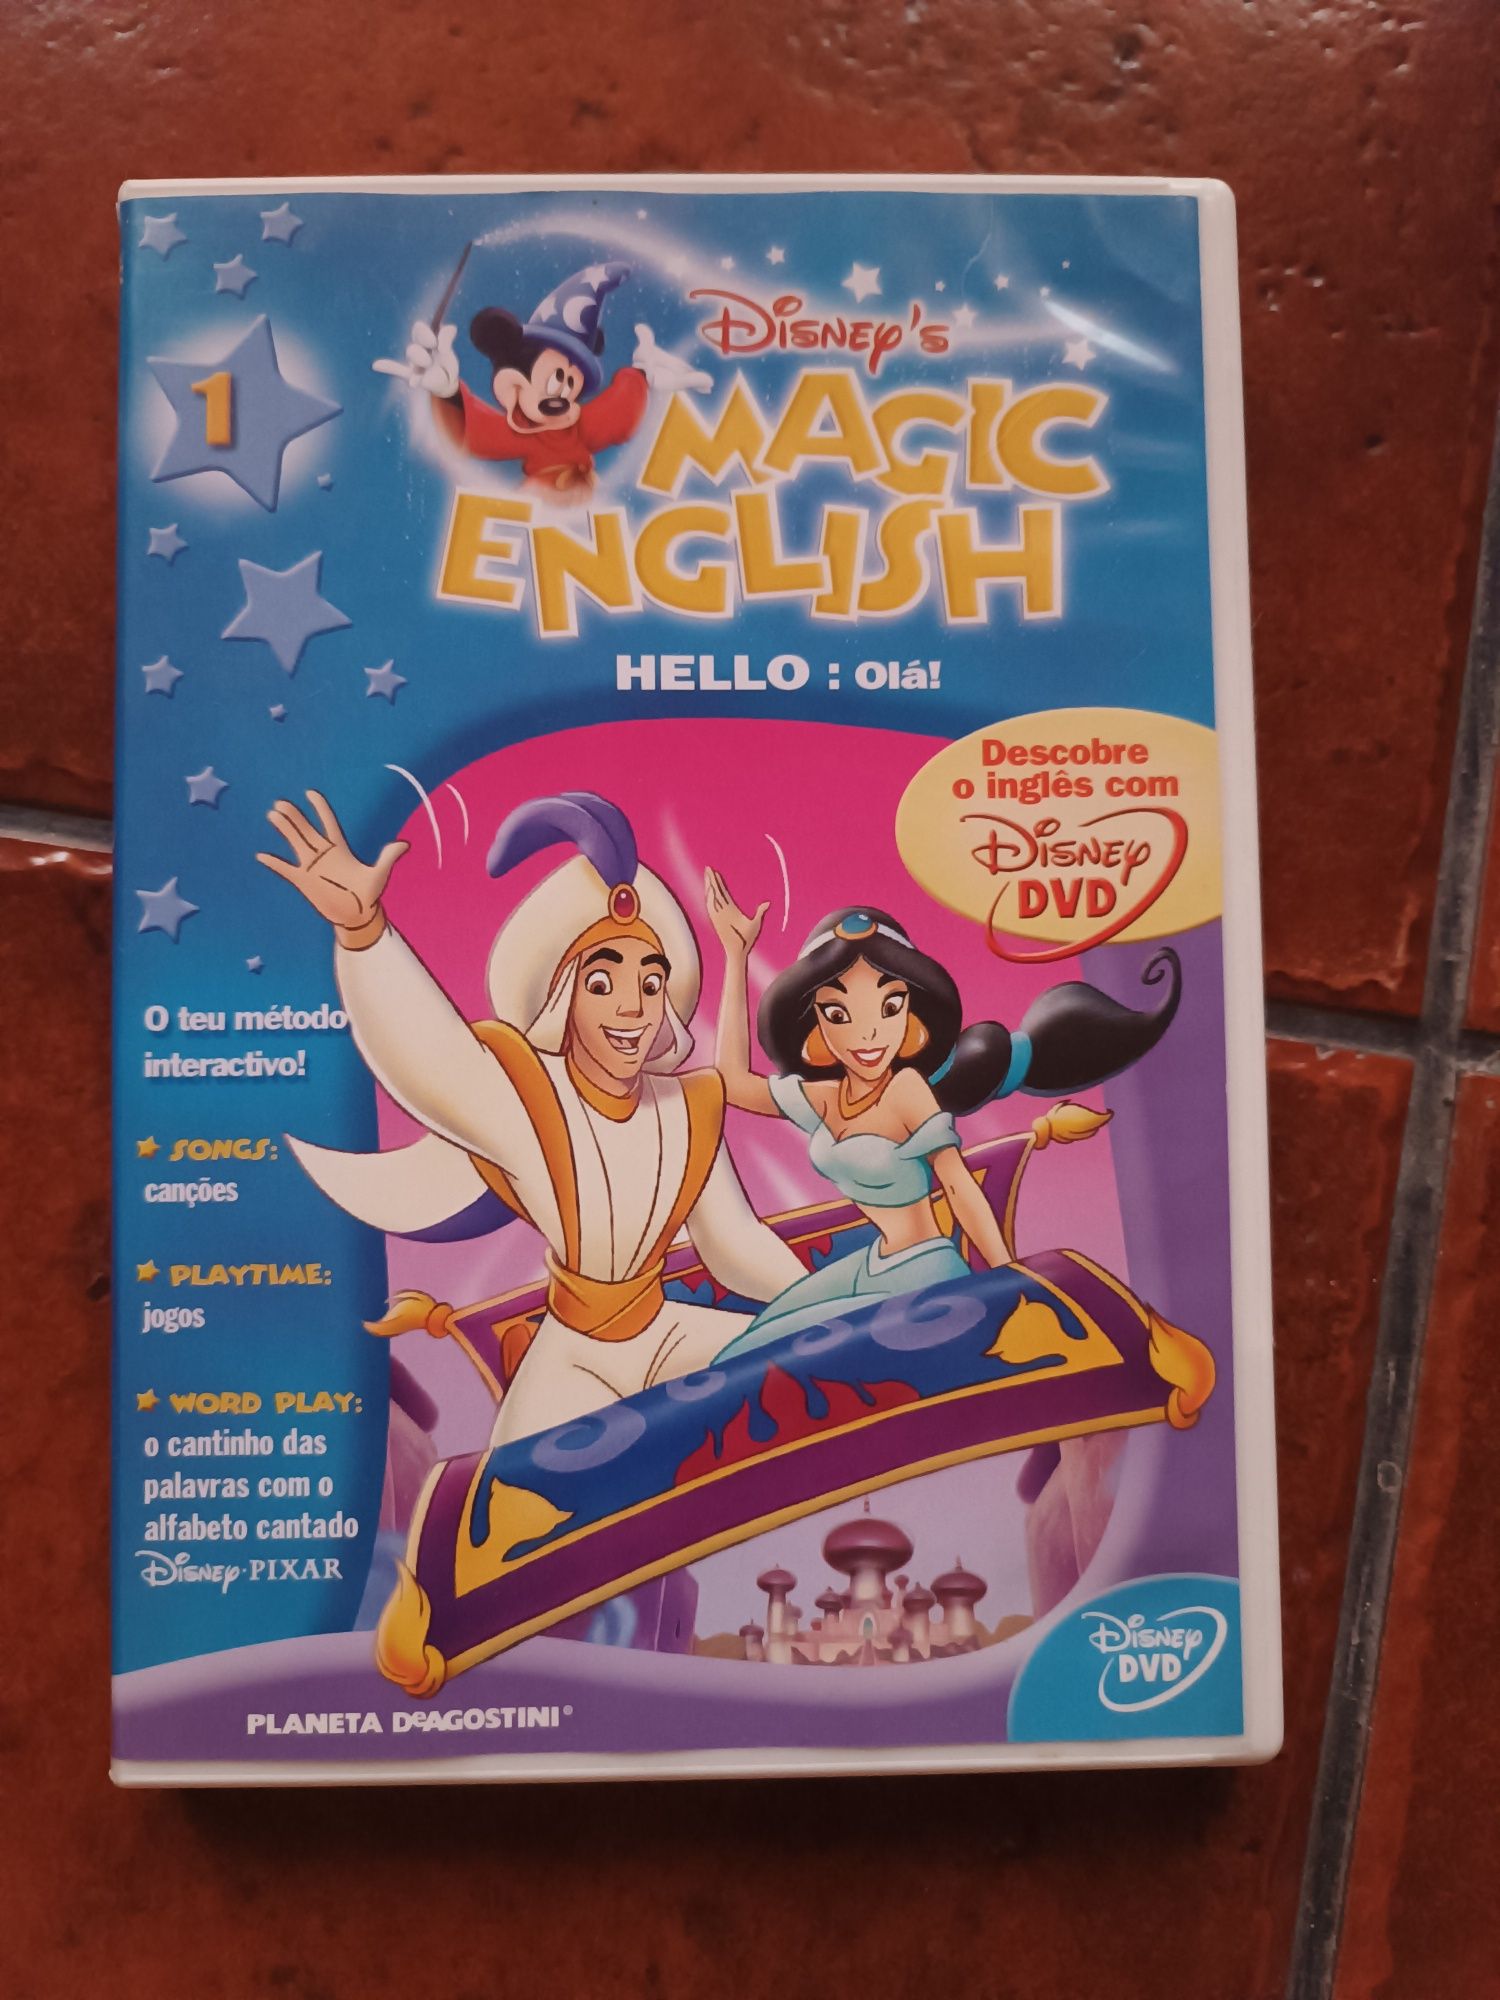 1
Disney's
MAGIC
ENGLISH
HELLO : Olá!
Descobre
o inglês com
Disney
DVD
O teu método
interactivo!
SONGS:
canções
PLAYTIME:
jogos
WORD PLAY:
o cantinho das
palavras com o
alfabeto cantado
Disney·PIXAR
PLANETA DeAGOSTINI®
Disney
DVD